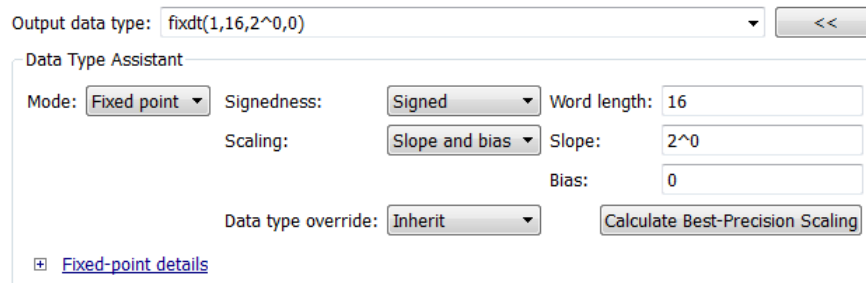 Output data type: fixdt(1,16,2^0,0) <<
Data Type Assistant
Mode: Fixed point Signedness: Signed Word length: 16
Scaling: Slope and bias Slope: 2^0
Bias: 0
Data type override: Inherit Calculate Best-Precision Scaling
Fixed-point details